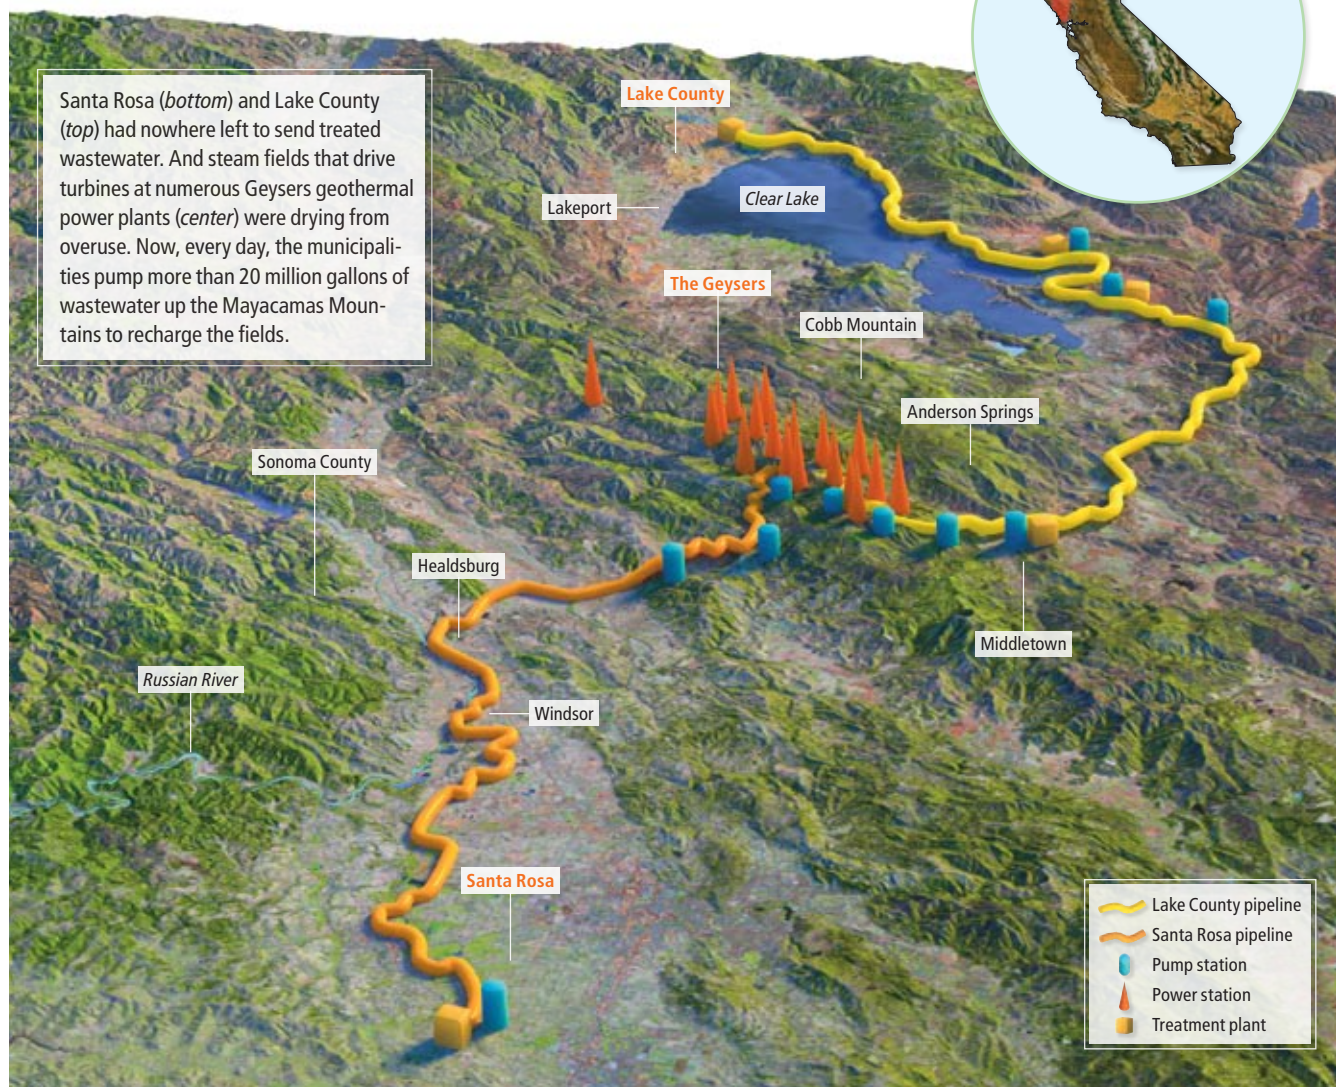 Santa Rosa (bottom) and Lake County
(top) had nowhere left to send treated
wastewater. And steam fields that drive
turbines at numerous Geysers geothermal
power plants (center) were drying from
overuse. Now, every day, the municipali-
ties pump more than 20 million gallons of
wastewater up the Mayacamas Moun-
tains to recharge the fields.
Lake County
Lakeport
Clear Lake
The Geysers
Cobb Mountain
Anderson Springs
Sonoma County
Healdsburg
Middletown
Russian River
Windsor
Santa Rosa
Lake County pipeline
Santa Rosa pipeline
Pump station
Power station
Treatment plant